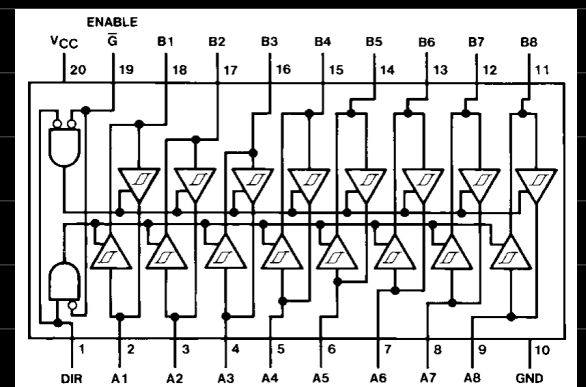 ENABLE
VCC G̅ B1 B2 B3 B4 B5 B6 B7 B8
20 19 18 17 16 15 14 13 12 11
1 2 3 4 5 6 7 8 9 10
DIR A1 A2 A3 A4 A5 A6 A7 A8 GND